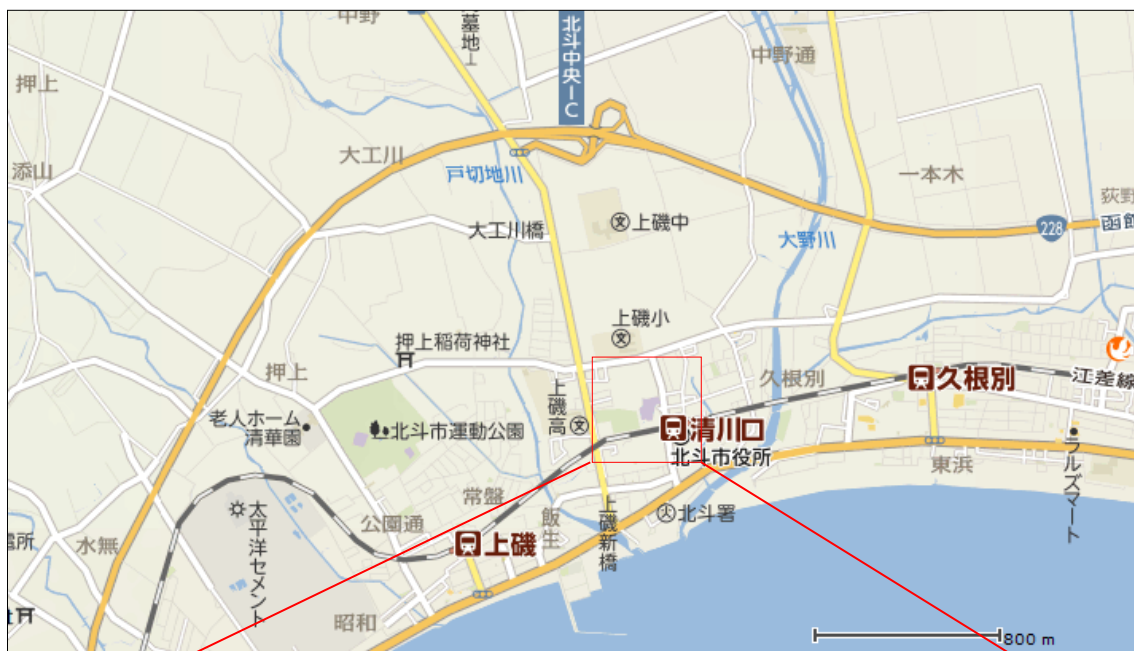 中野
墓地
北斗中央IC
中野通
押上
添山
大工川
戸切地川
一本木
荻野
函館
228
大工川橋
上磯中
大野川
上磯小
押上稲荷神社
押上
上磯高
久根別
久根別
江差線
老人ホーム
清華園
北斗市運動公園
清川口
北斗市役所
東浜
ラルズマート
常盤
飯生
上磯新橋
北斗署
太平洋セメント
公園通
上磯
水無
電所
昭和
800 m